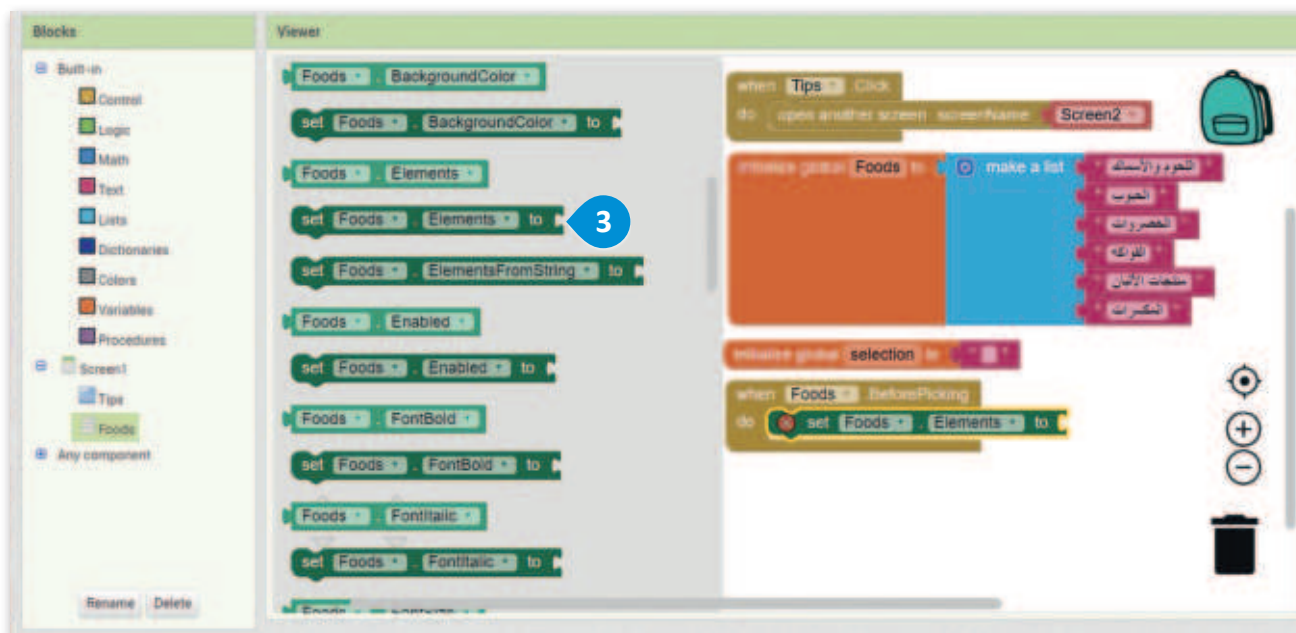 Blocks
Built-in
Control
Logic
Math
Text
Lists
Dictionaries
Colors
Variables
Procedures
Screen1
Tips
Foods
Any component
Rename Delete
Viewer
Foods . BackgroundColor
set Foods . BackgroundColor to
Foods . Elements
set Foods . Elements to
3
set Foods . ElementsFromString to
Foods . Enabled
set Foods . Enabled to
Foods . FontBold
set Foods . FontBold to
Foods . FontItalic
set Foods . FontItalic to
Foods . FontSize
when Tips .Click
do open another screen screenName Screen2
initialize global Foods to make a list " اللحوم والأسماك "
" الحبوب "
" الخضروات "
" الفواكه "
" منتجات الألبان "
" المكسرات "
initialize global selection to " "
when Foods .BeforePicking
do set Foods . Elements to